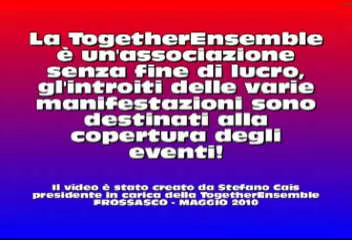 La TogetherEnsemble
è un'associazione
senza fine di lucro,
gl'introiti delle varie
manifestazioni sono
destinati alla
copertura degli
eventi!
Il video è stato creato da Stefano Cais
presidente in carica della TogetherEnsemble
FROSSASCO - MAGGIO 2010